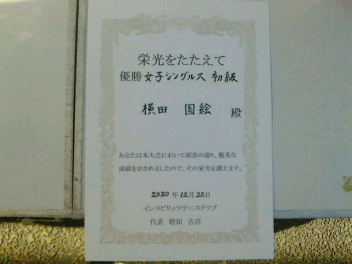 栄光をたたえて
優勝 女子シングルス 初級
横田 園絵 殿
あなたは本大会において頭書の通り、優秀な
成績をおさめましたので、その栄光を讃えます。
2020年12月22日
インスピリッツテニスクラブ
代表 増田 吉彦